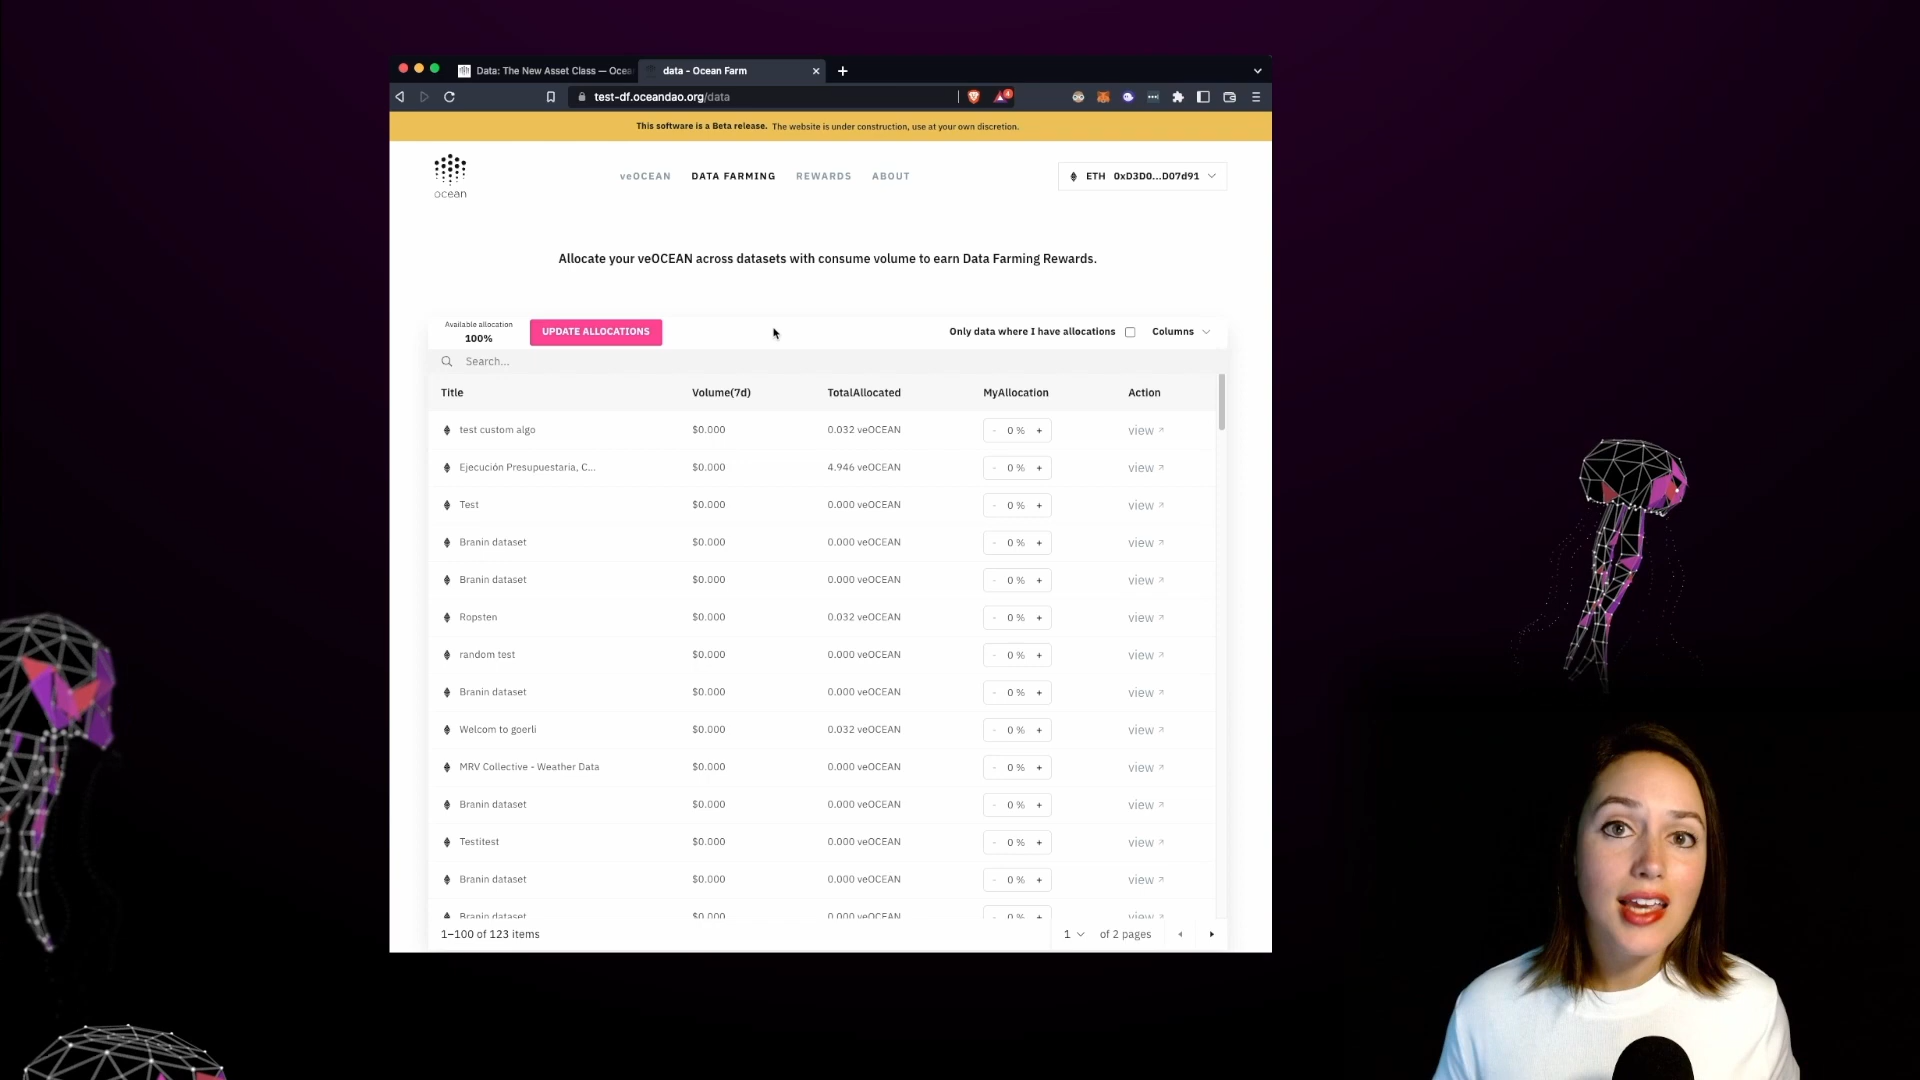 Data: The New Asset Class — Ocea
data - Ocean Farm
test-df.oceandao.org/data
4
This software is a Beta release. The website is under construction, use at your own discretion.
ocean
veOCEAN DATA FARMING REWARDS ABOUT
ETH 0xD3D0...D07d91
Allocate your veOCEAN across datasets with consume volume to earn Data Farming Rewards.
Available allocation
100%
UPDATE ALLOCATIONS
Only data where I have allocations
Columns
Search...
Title Volume(7d) TotalAllocated MyAllocation Action
test custom algo $0.000 0.032 veOCEAN - 0 % + view
Ejecución Presupuestaria, C... $0.000 4.946 veOCEAN - 0 % + view
Test $0.000 0.000 veOCEAN - 0 % + view
Branin dataset $0.000 0.000 veOCEAN - 0 % + view
Branin dataset $0.000 0.000 veOCEAN - 0 % + view
Ropsten $0.000 0.032 veOCEAN - 0 % + view
random test $0.000 0.000 veOCEAN - 0 % + view
Branin dataset $0.000 0.000 veOCEAN - 0 % + view
Welcom to goerli $0.000 0.032 veOCEAN - 0 % + view
MRV Collective - Weather Data $0.000 0.000 veOCEAN - 0 % + view
Branin dataset $0.000 0.000 veOCEAN - 0 % + view
Testitest $0.000 0.000 veOCEAN - 0 % + view
Branin dataset $0.000 0.000 veOCEAN - 0 % + view
Branin dataset $0.000 0.000 veOCEAN - 0 % + view
1–100 of 123 items
1 of 2 pages